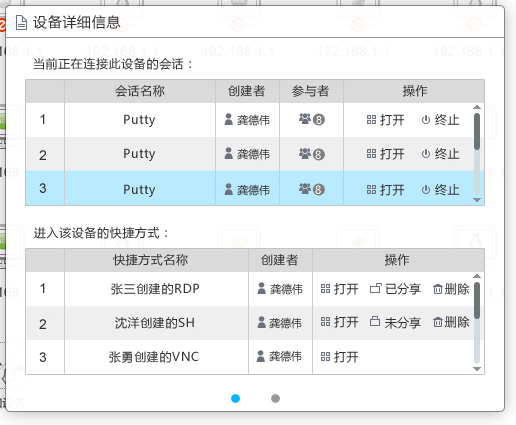 设备详细信息
当前正在连接此设备的会话：
会话名称 创建者 参与者 操作
1 Putty 龚德伟 8 打开 终止
2 Putty 龚德伟 8 打开 终止
3 Putty 龚德伟 8 打开 终止
进入该设备的快捷方式：
快捷方式名称 创建者 操作
1 张三创建的RDP 龚德伟 打开 已分享 删除
2 沈洋创建的SH 龚德伟 打开 未分享 删除
3 张勇创建的VNC 龚德伟 打开